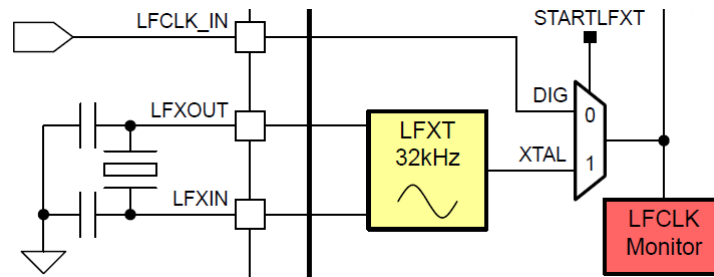 LFCLK_IN
STARTLFXT
LFXOUT
DIG
0
LFXT
32kHz
XTAL
1
LFXIN
LFCLK
Monitor